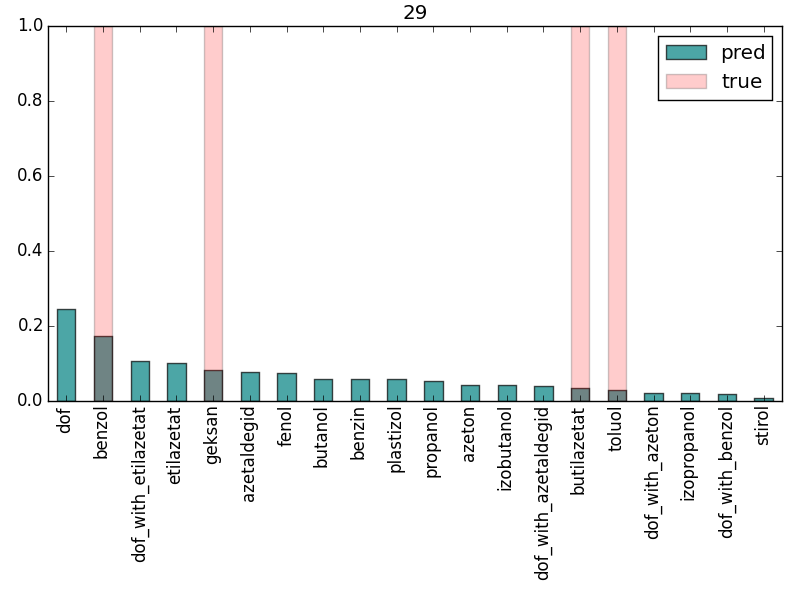 29
1.0
0.8
0.6
0.4
0.2
0.0
pred
true
dof
benzol
dof_with_etilazetat
etilazetat
geksan
azetaldegid
fenol
butanol
benzin
plastizol
propanol
azeton
izobutanol
dof_with_azetaldegid
butilazetat
toluol
dof_with_azeton
izopropanol
dof_with_benzol
stirol